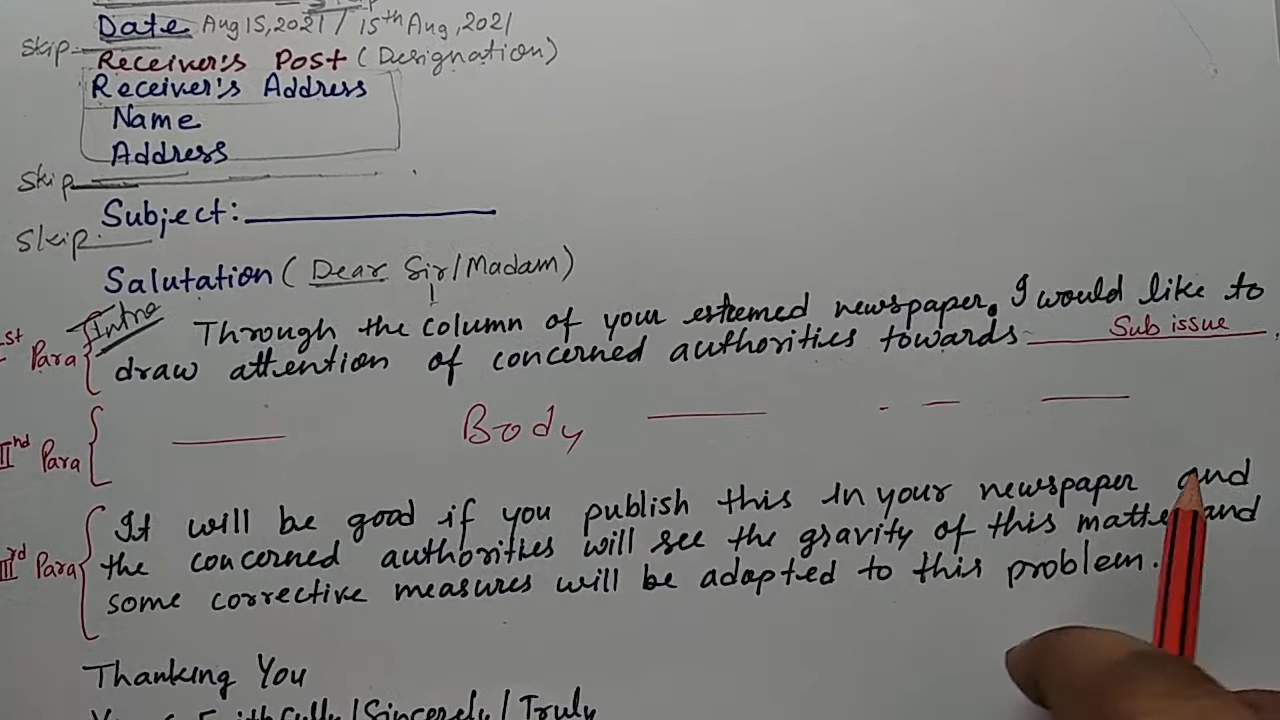 Date Aug 15, 2021 / 15th Aug, 2021
Skip
Receiver's Post (Designation)
Receiver's Address
Name
Address
Skip
Subject:
Skip
Salutation (Dear Sir/Madam)
Ist Para Intro Through the column of your esteemed newspaper, I would like to
draw attention of concerned authorities towards Sub issue
IInd Para Body
IIIrd Para It will be good if you publish this in your newspaper and
the concerned authorities will see the gravity of this matter and
some corrective measures will be adapted to this problem.
Thanking You
Faithfully/Sincerely/Truly